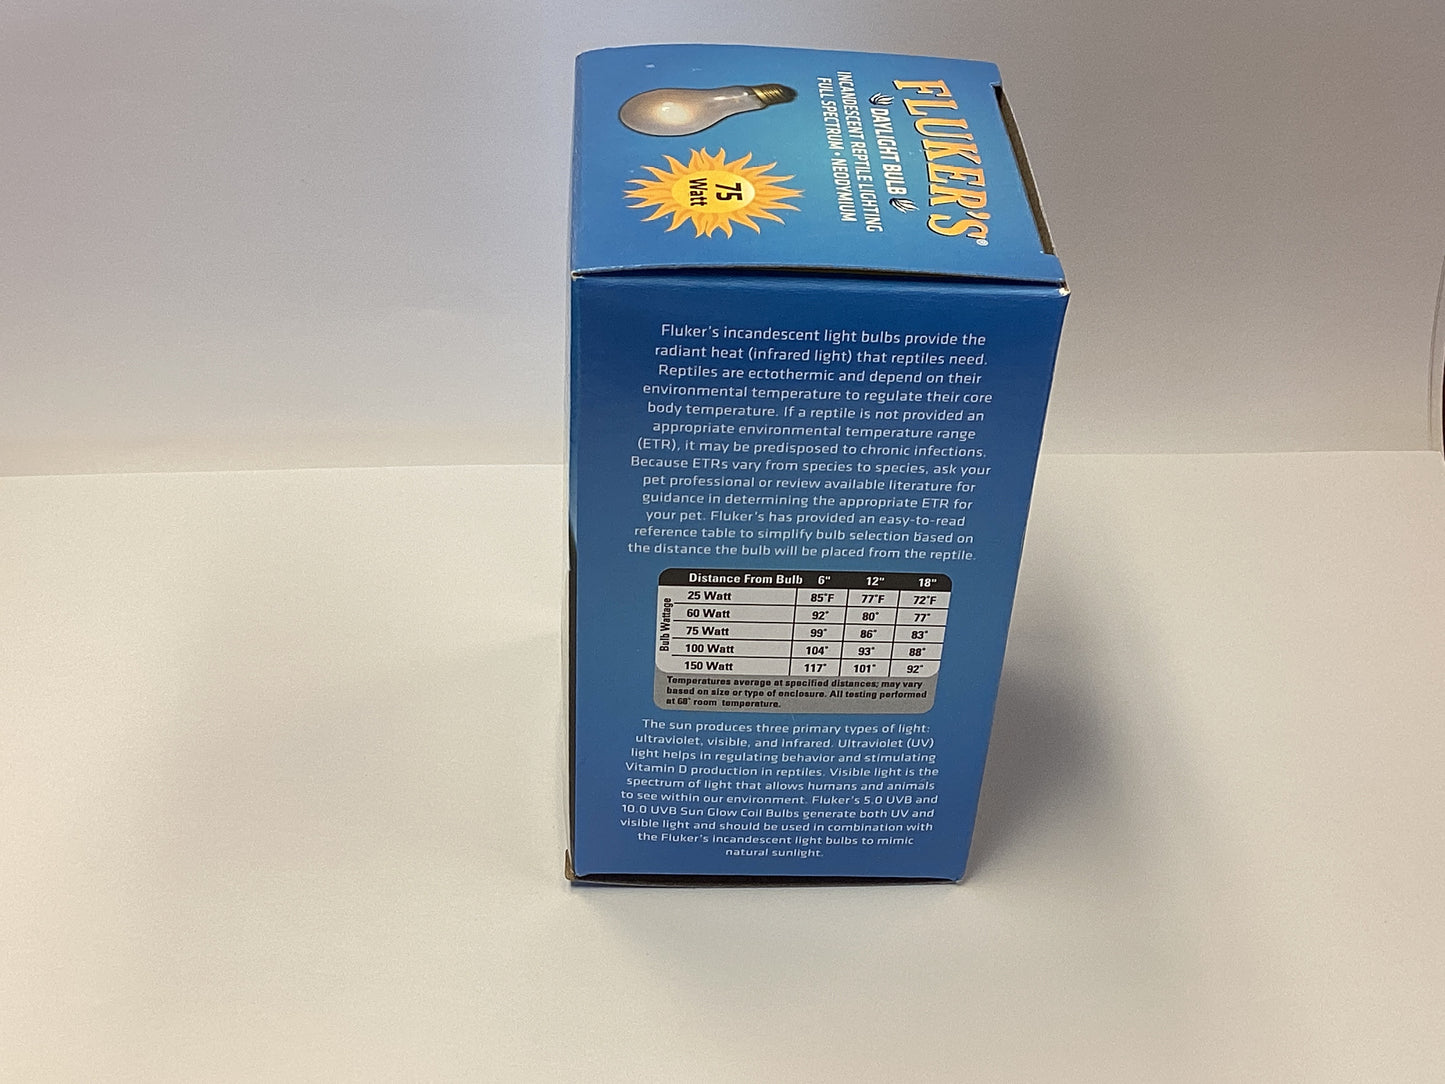 FLUKER'S®
DAYLIGHT BULB
INCANDESCENT REPTILE LIGHTING
FULL SPECTRUM • NEODYMIUM
75
Watt
Fluker's incandescent light bulbs provide the
radiant heat (infrared light) that reptiles need.
Reptiles are ectothermic and depend on their
environmental temperature to regulate their core
body temperature. If a reptile is not provided an
appropriate environmental temperature range
(ETR), it may be predisposed to chronic infections.
Because ETRs vary from species to species, ask your
pet professional or review available literature for
guidance in determining the appropriate ETR for
your pet. Fluker's has provided an easy-to-read
reference table to simplify bulb selection based on
the distance the bulb will be placed from the reptile.
Distance From Bulb 6" 12" 18"
Bulb Wattage
25 Watt 85°F 77°F 72°F
60 Watt 92° 80° 77°
75 Watt 99° 86° 83°
100 Watt 104° 93° 88°
150 Watt 117° 101° 92°
Temperatures average at specified distances; may vary
based on size or type of enclosure. All testing performed
at 68° room temperature.
The sun produces three primary types of light:
ultraviolet, visible, and infrared. Ultraviolet (UV)
light helps in regulating behavior and stimulating
Vitamin D production in reptiles. Visible light is the
spectrum of light that allows humans and animals
to see within our environment. Fluker's 5.0 UVB and
10.0 UVB Sun Glow Coil Bulbs generate both UV and
visible light and should be used in combination with
the Fluker's incandescent light bulbs to mimic
natural sunlight.